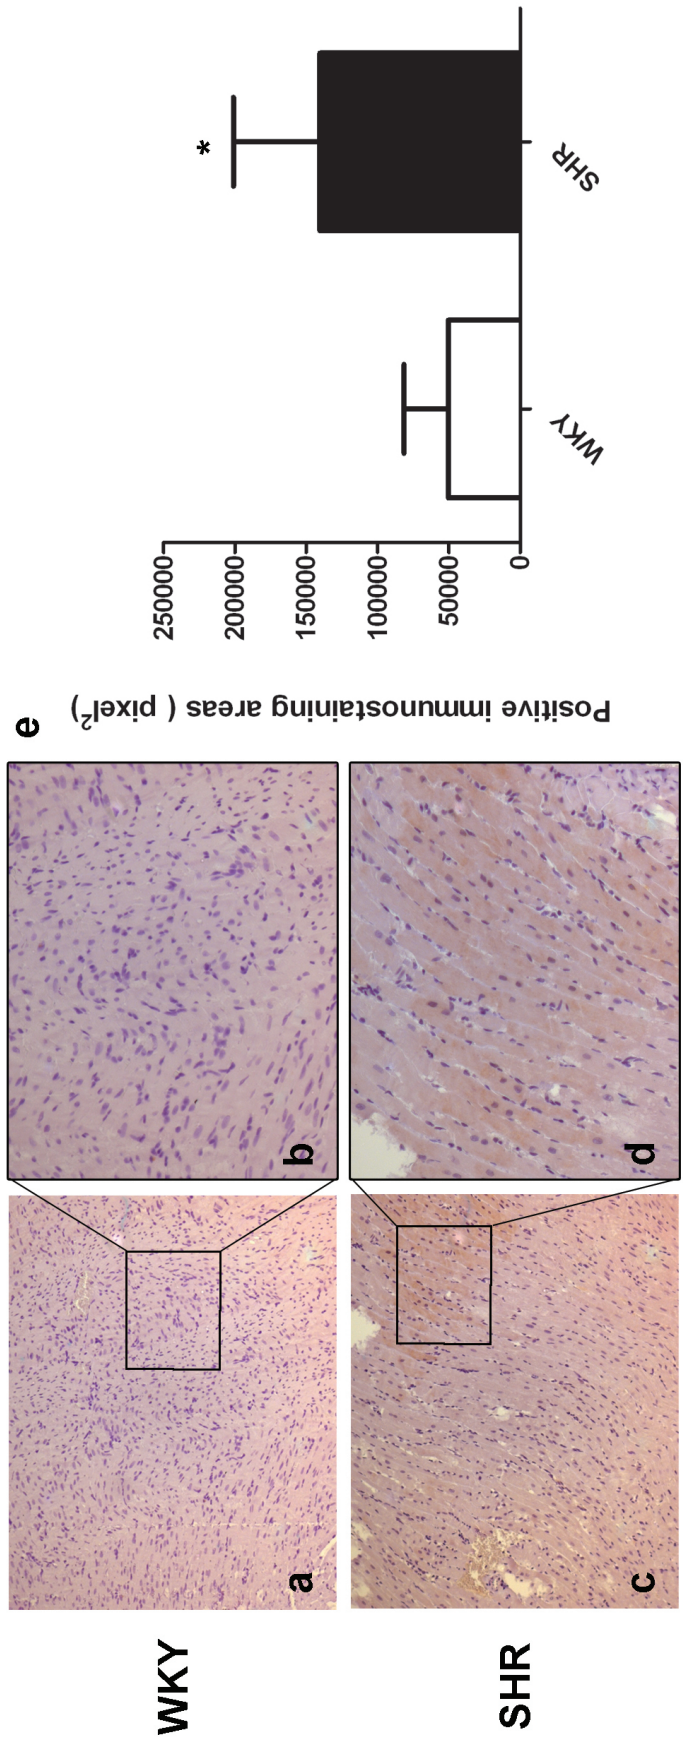 WKY
a
b
SHR
c
d
e
Positive immunostaining areas ( pixel²)
250000
200000
150000
100000
50000
0
*
WKY
SHR